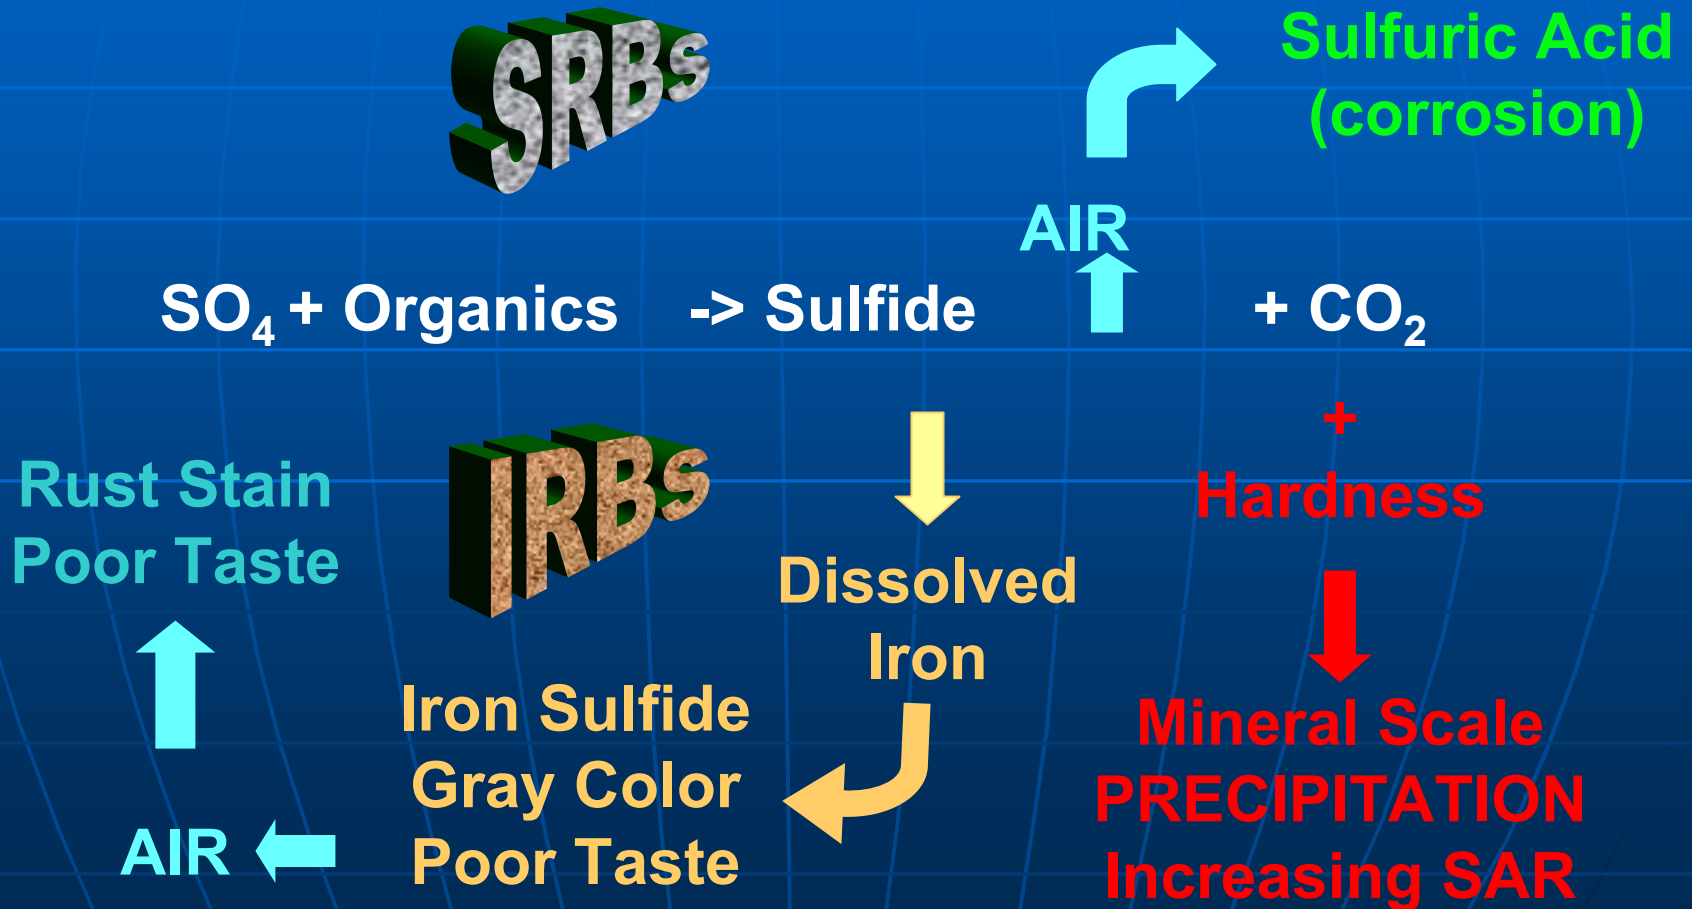 SRBs
Sulfuric Acid
(corrosion)
AIR
SO₄ + Organics -> Sulfide + CO₂
+
Hardness
IRBs
Rust Stain
Poor Taste
Dissolved
Iron
Iron Sulfide
Gray Color
Poor Taste
AIR
Mineral Scale
PRECIPITATION
Increasing SAR